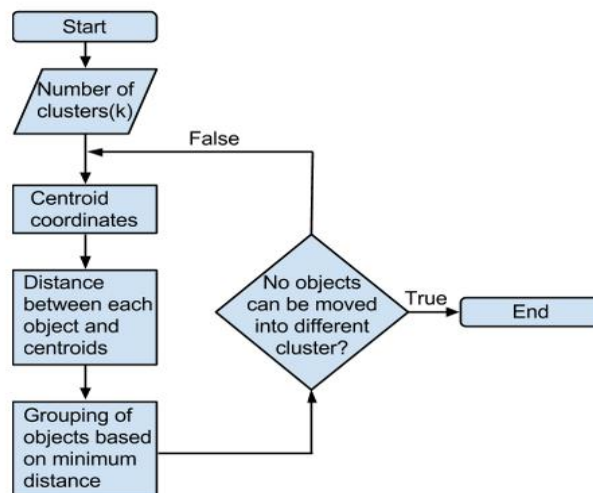 Start
Number of
clusters(k)
False
Centroid
coordinates
Distance
between each
object and
centroids
No objects
can be moved
into different
cluster?
True
End
Grouping of
objects based
on minimum
distance